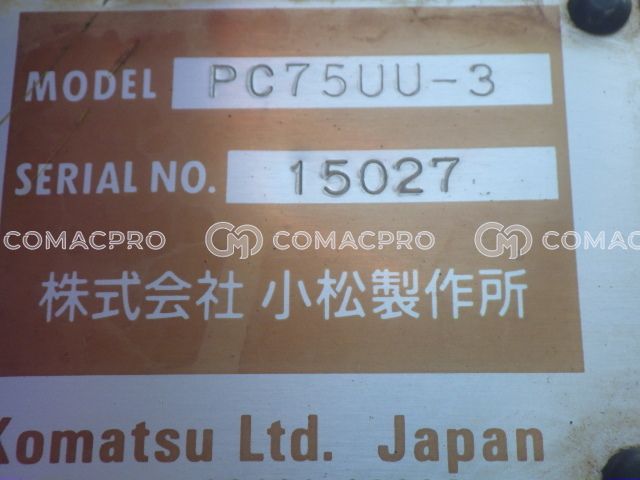 MODEL PC75UU-3
SERIAL NO. 15027
COMACPRO COMACPRO COMACPRO
株式会社 小松製作所
Komatsu Ltd. Japan